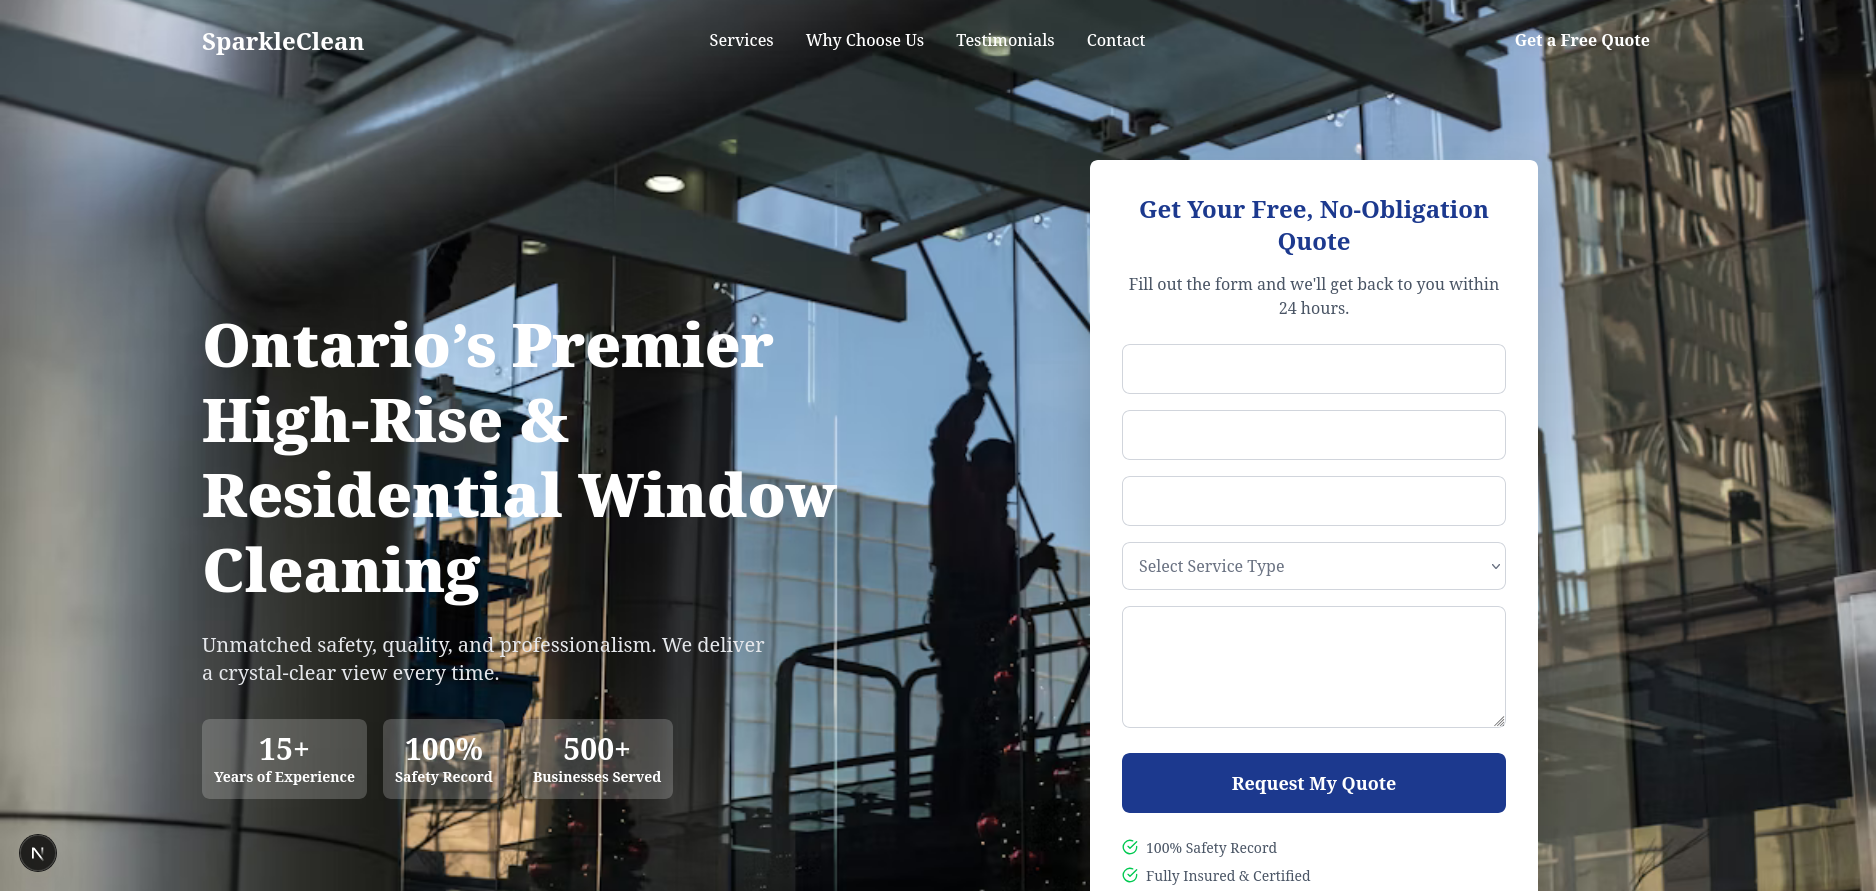 SparkleClean
Services
Why Choose Us
Testimonials
Contact
Get a Free Quote
Ontario’s Premier
High-Rise &
Residential Window
Cleaning
Unmatched safety, quality, and professionalism. We deliver
a crystal-clear view every time.
15+
Years of Experience
100%
Safety Record
500+
Businesses Served
Get Your Free, No-Obligation
Quote
Fill out the form and we'll get back to you within
24 hours.
Select Service Type
Request My Quote
100% Safety Record
Fully Insured & Certified
N